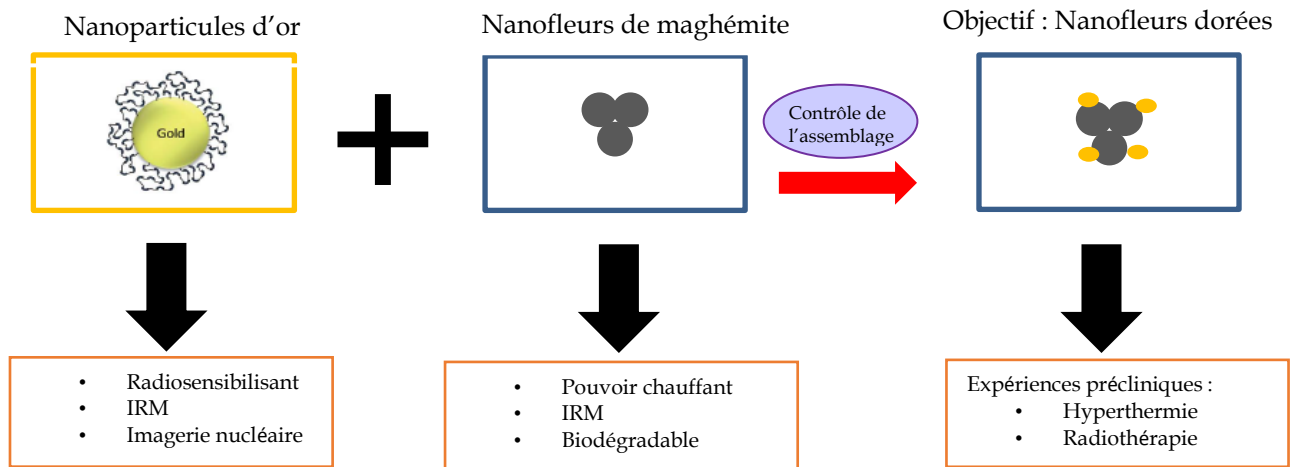 Nanoparticules d'or
Nanofleurs de maghémite
Objectif : Nanofleurs dorées
Gold
Contrôle de
l'assemblage
• Radiosensibilisant
• IRM
• Imagerie nucléaire
• Pouvoir chauffant
• IRM
• Biodégradable
Expériences précliniques :
• Hyperthermie
• Radiothérapie